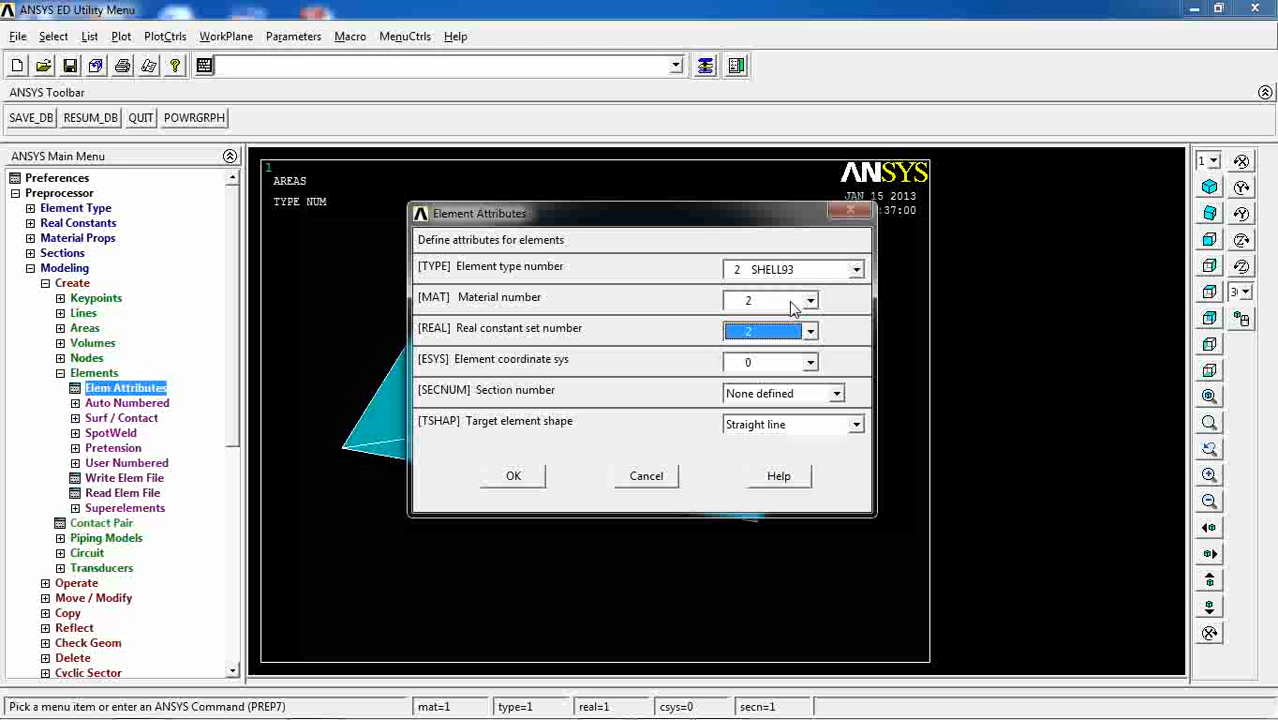 ANSYS ED Utility Menu
File Select List Plot PlotCtrls WorkPlane Parameters Macro MenuCtrls Help
ANSYS Toolbar
SAVE_DB RESUM_DB QUIT POWRGRPH
ANSYS Main Menu
Preferences
Preprocessor
Element Type
Real Constants
Material Props
Sections
Modeling
Create
Keypoints
Lines
Areas
Volumes
Nodes
Elements
Elem Attributes
Auto Numbered
Surf / Contact
SpotWeld
Pretension
User Numbered
Write Elem File
Read Elem File
Superelements
Contact Pair
Piping Models
Circuit
Transducers
Operate
Move / Modify
Copy
Reflect
Check Geom
Delete
Cyclic Sector
1
AREAS
TYPE NUM
ANSYS
JAN 15 2013
:37:00
Element Attributes
Define attributes for elements
[TYPE] Element type number 2 SHELL93
[MAT] Material number 2
[REAL] Real constant set number 2
[ESYS] Element coordinate sys 0
[SECNUM] Section number None defined
[TSHAP] Target element shape Straight line
OK Cancel Help
1
Pick a menu item or enter an ANSYS Command (PREP7) mat=1 type=1 real=1 csys=0 secn=1